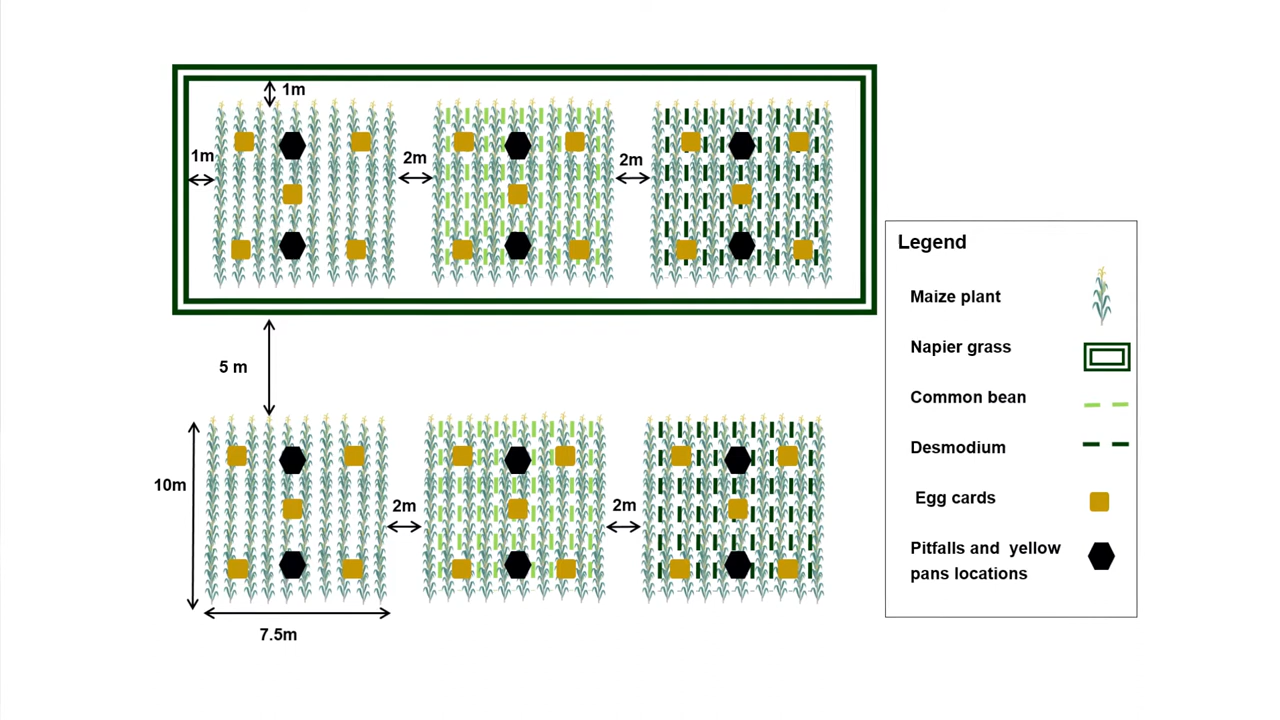 1m
1m
2m
2m
5 m
10m
2m
2m
7.5m
Legend
Maize plant
Napier grass
Common bean
Desmodium
Egg cards
Pitfalls and yellow
pans locations